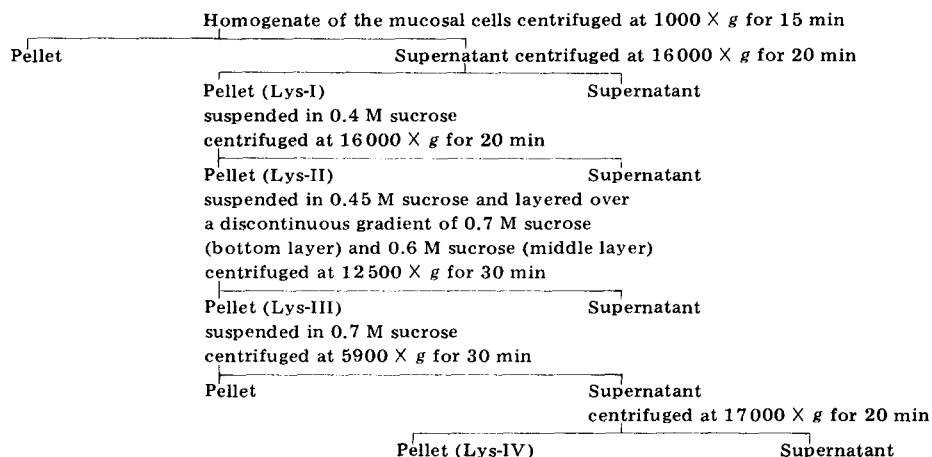 Homogenate of the mucosal cells centrifuged at 1000 × g for 15 min
Pellet Supernatant centrifuged at 16000 × g for 20 min
Pellet (Lys-I) Supernatant
suspended in 0.4 M sucrose
centrifuged at 16000 × g for 20 min
Pellet (Lys-II) Supernatant
suspended in 0.45 M sucrose and layered over
a discontinuous gradient of 0.7 M sucrose
(bottom layer) and 0.6 M sucrose (middle layer)
centrifuged at 12500 × g for 30 min
Pellet (Lys-III) Supernatant
suspended in 0.7 M sucrose
centrifuged at 5900 × g for 30 min
Pellet Supernatant
centrifuged at 17000 × g for 20 min
Pellet (Lys-IV) Supernatant